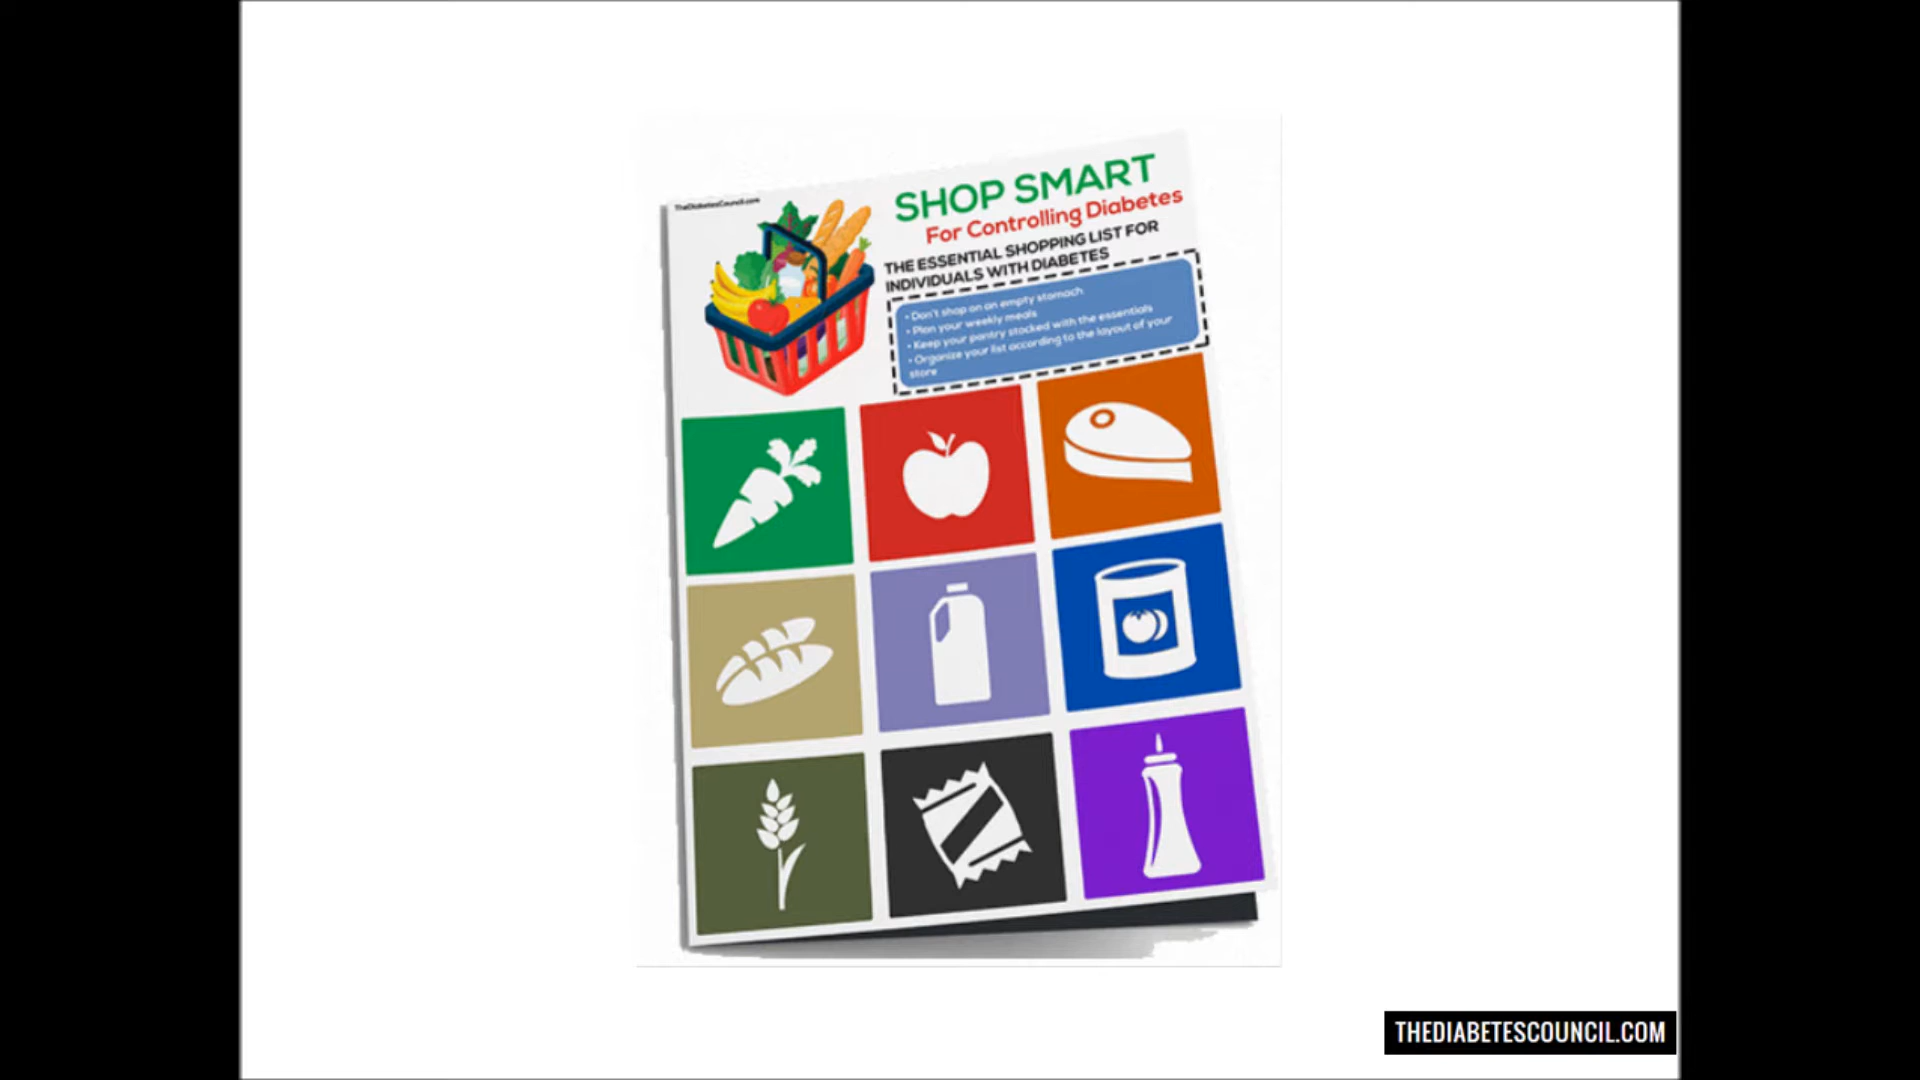 TheDiabetesCouncil.com
SHOP SMART
For Controlling Diabetes
THE ESSENTIAL SHOPPING LIST FOR
INDIVIDUALS WITH DIABETES
• Don't shop on an empty stomach
• Plan your weekly meals
• Keep your pantry stocked with the essentials
• Organize your list according to the layout of your
store
THEDIABETESCOUNCIL.COM